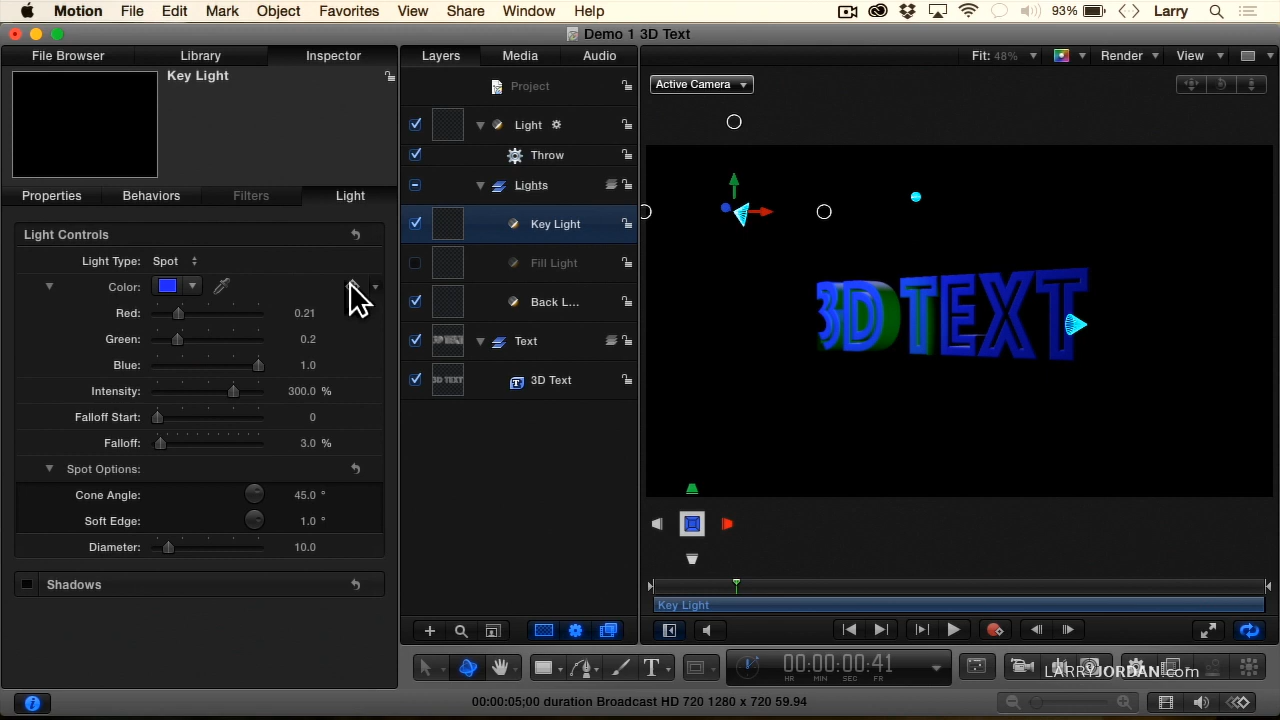 Motion File Edit Mark Object Favorites View Share Window Help 93% Larry
Demo 1 3D Text
File Browser Library Inspector Layers Media Audio Fit: 48% Render View
Key Light
Active Camera
Project
Light
Throw
Properties Behaviors Filters Light
Lights
Light Controls
Key Light
Light Type: Spot
Fill Light
Color:
Back L...
Red: 0.21
Green: 0.2
Text
Blue: 1.0
3D Text
Intensity: 300.0 %
Falloff Start: 0
Falloff: 3.0 %
Spot Options:
Cone Angle: 45.0 °
Soft Edge: 1.0 °
Diameter: 10.0
Shadows
3D TEXT
Key Light
T
00:00:00:41
HR MIN SEC FR
LARRYJORDAN.com
00:00:05;00 duration Broadcast HD 720 1280 x 720 59.94